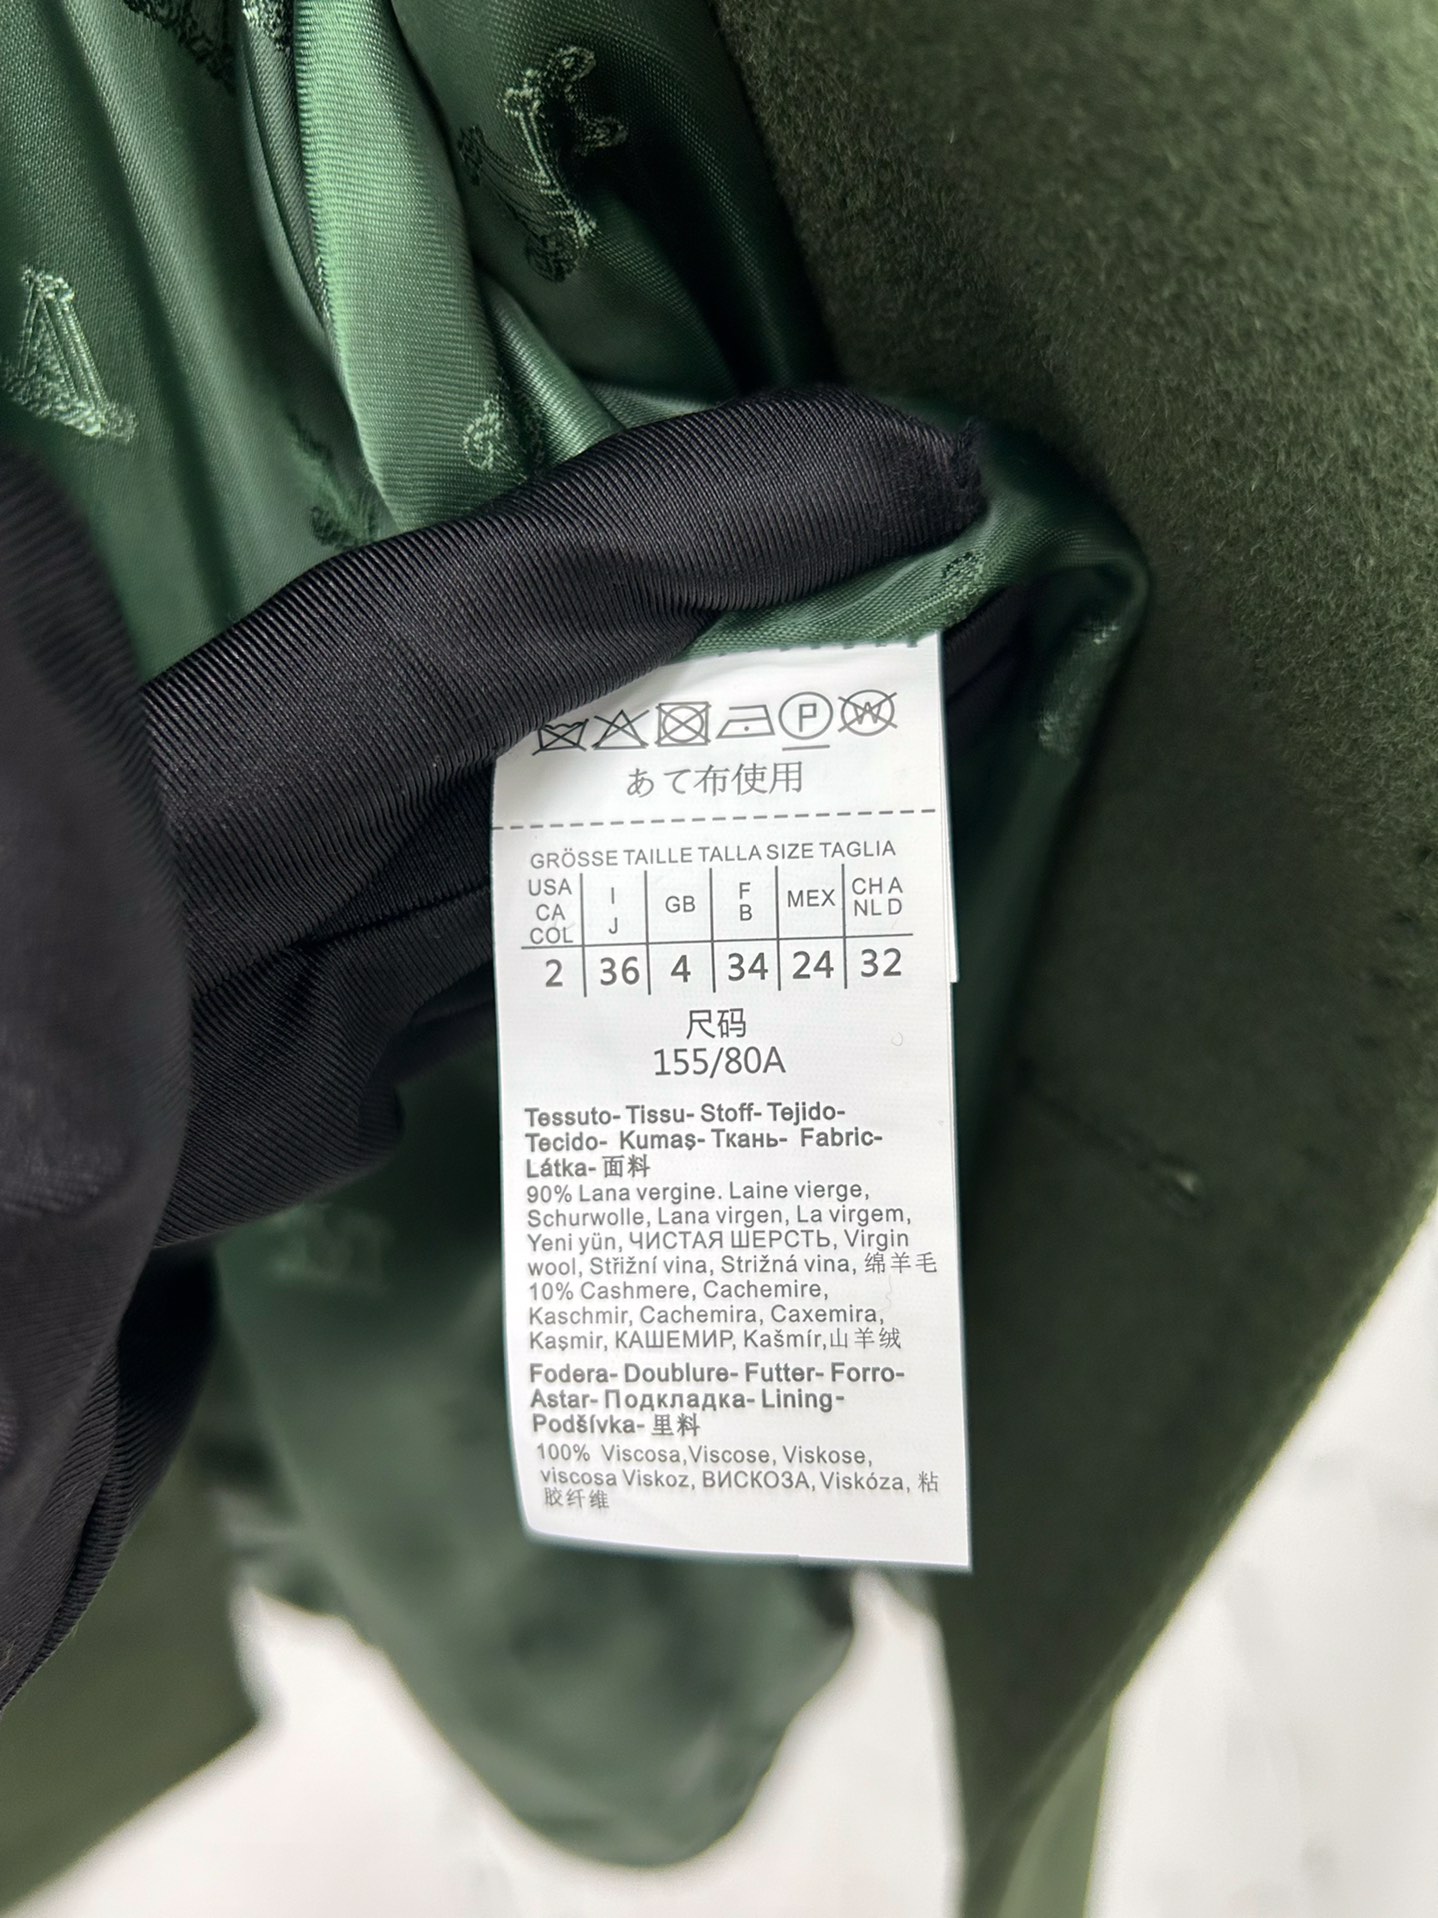 P W
あて布使用
GRÖSSE TAILLE TALLA SIZE TAGLIA
USA CA COL I J GB F B MEX CH A NL D
2 36 4 34 24 32
尺码
155/80A
Tessuto- Tissu- Stoff- Tejido-
Tecido- Kumaş- Ткань- Fabric-
Látka- 面料
90% Lana vergine. Laine vierge,
Schurwolle, Lana virgen, La virgem,
Yeni yün, ЧИСТАЯ ШЕРСТЬ, Virgin
wool, Střižní vina, Strižná vina, 绵羊毛
10% Cashmere, Cachemire,
Kaschmir, Cachemira, Caxemira,
Kaşmir, КАШЕМИР, Kašmír,山羊绒
Fodera- Doublure- Futter- Forro-
Astar- Подкладка- Lining-
Podšívka- 里料
100% Viscosa,Viscose, Viskose,
viscosa Viskoz, ВИСКОЗА, Viskóza, 粘
胶纤维